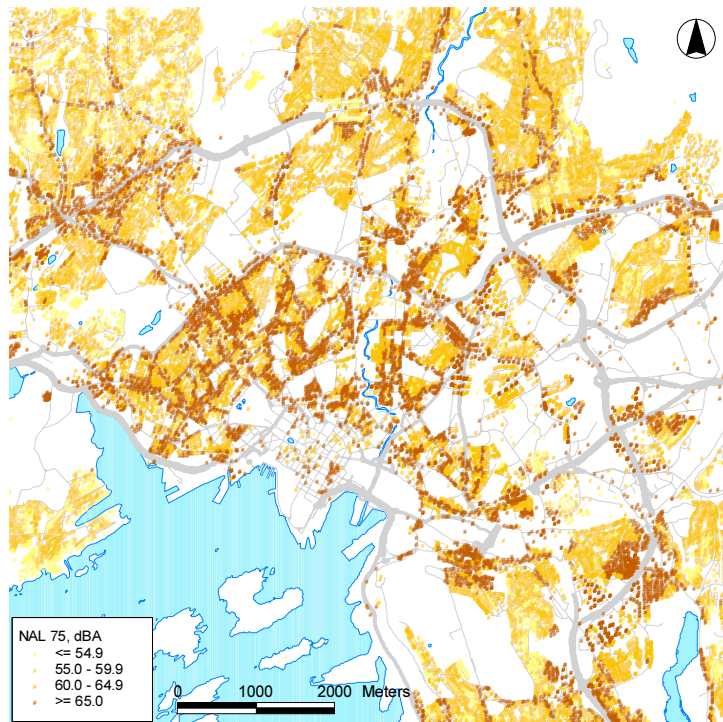 NAL 75, dBA
<= 54.9
55.0 - 59.9
60.0 - 64.9
>= 65.0
0 1000 2000 Meters